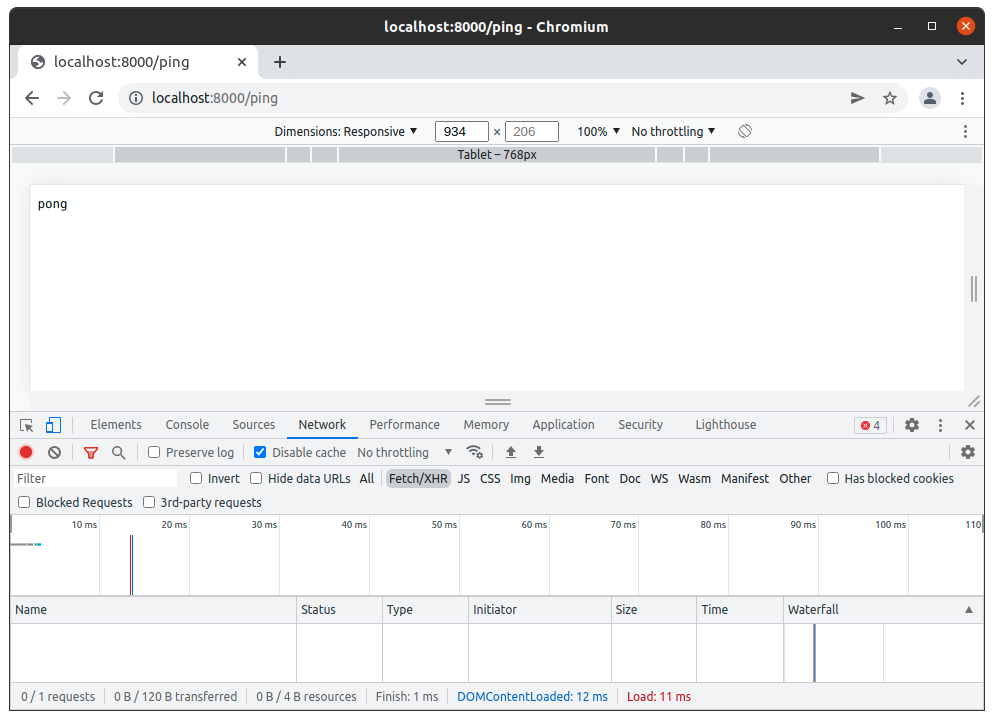 localhost:8000/ping - Chromium
localhost:8000/ping
localhost:8000/ping
Dimensions: Responsive 934 × 206 100% No throttling
Tablet – 768px
pong
Elements Console Sources Network Performance Memory Application Security Lighthouse 4
Preserve log Disable cache No throttling
Filter Invert Hide data URLs All Fetch/XHR JS CSS Img Media Font Doc WS Wasm Manifest Other Has blocked cookies
Blocked Requests 3rd-party requests
10 ms 20 ms 30 ms 40 ms 50 ms 60 ms 70 ms 80 ms 90 ms 100 ms 110
Name Status Type Initiator Size Time Waterfall
0 / 1 requests 0 B / 120 B transferred 0 B / 4 B resources Finish: 1 ms DOMContentLoaded: 12 ms Load: 11 ms